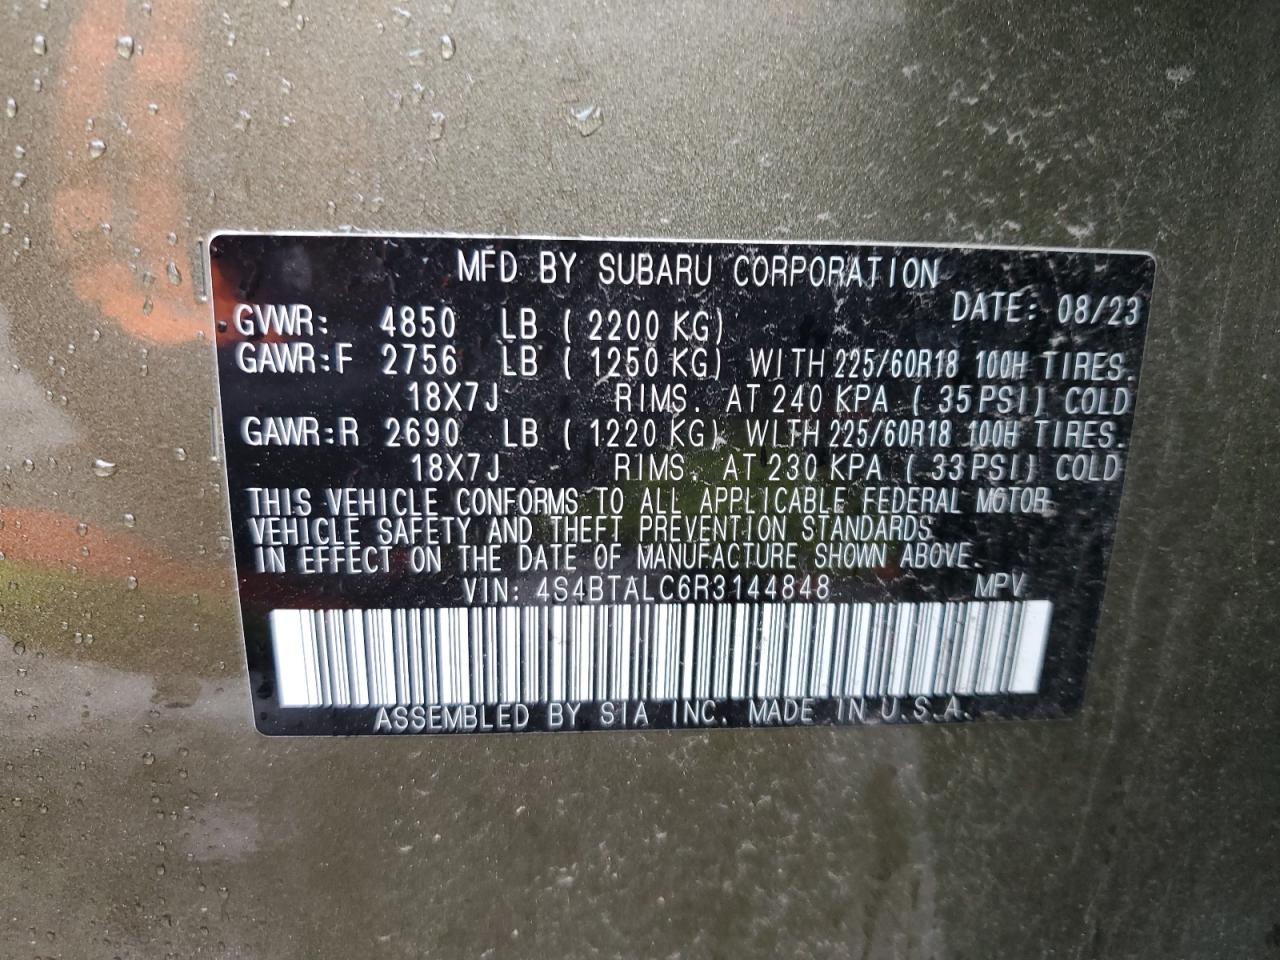 MFD BY SUBARU CORPORATION
DATE: 08/23
GVWR: 4850 LB ( 2200 KG)
GAWR:F 2756 LB ( 1250 KG) WITH 225/60R18 100H TIRES.
18X7J RIMS. AT 240 KPA ( 35 PSI) COLD
GAWR:R 2690 LB ( 1220 KG) WITH 225/60R18 100H TIRES.
18X7J RIMS. AT 230 KPA ( 33 PSI) COLD
THIS VEHICLE CONFORMS TO ALL APPLICABLE FEDERAL MOTOR
VEHICLE SAFETY AND THEFT PREVENTION STANDARDS
IN EFFECT ON THE DATE OF MANUFACTURE SHOWN ABOVE.
VIN: 4S4BTALC6R3144848 MPV
ASSEMBLED BY SIA INC. MADE IN U.S.A.